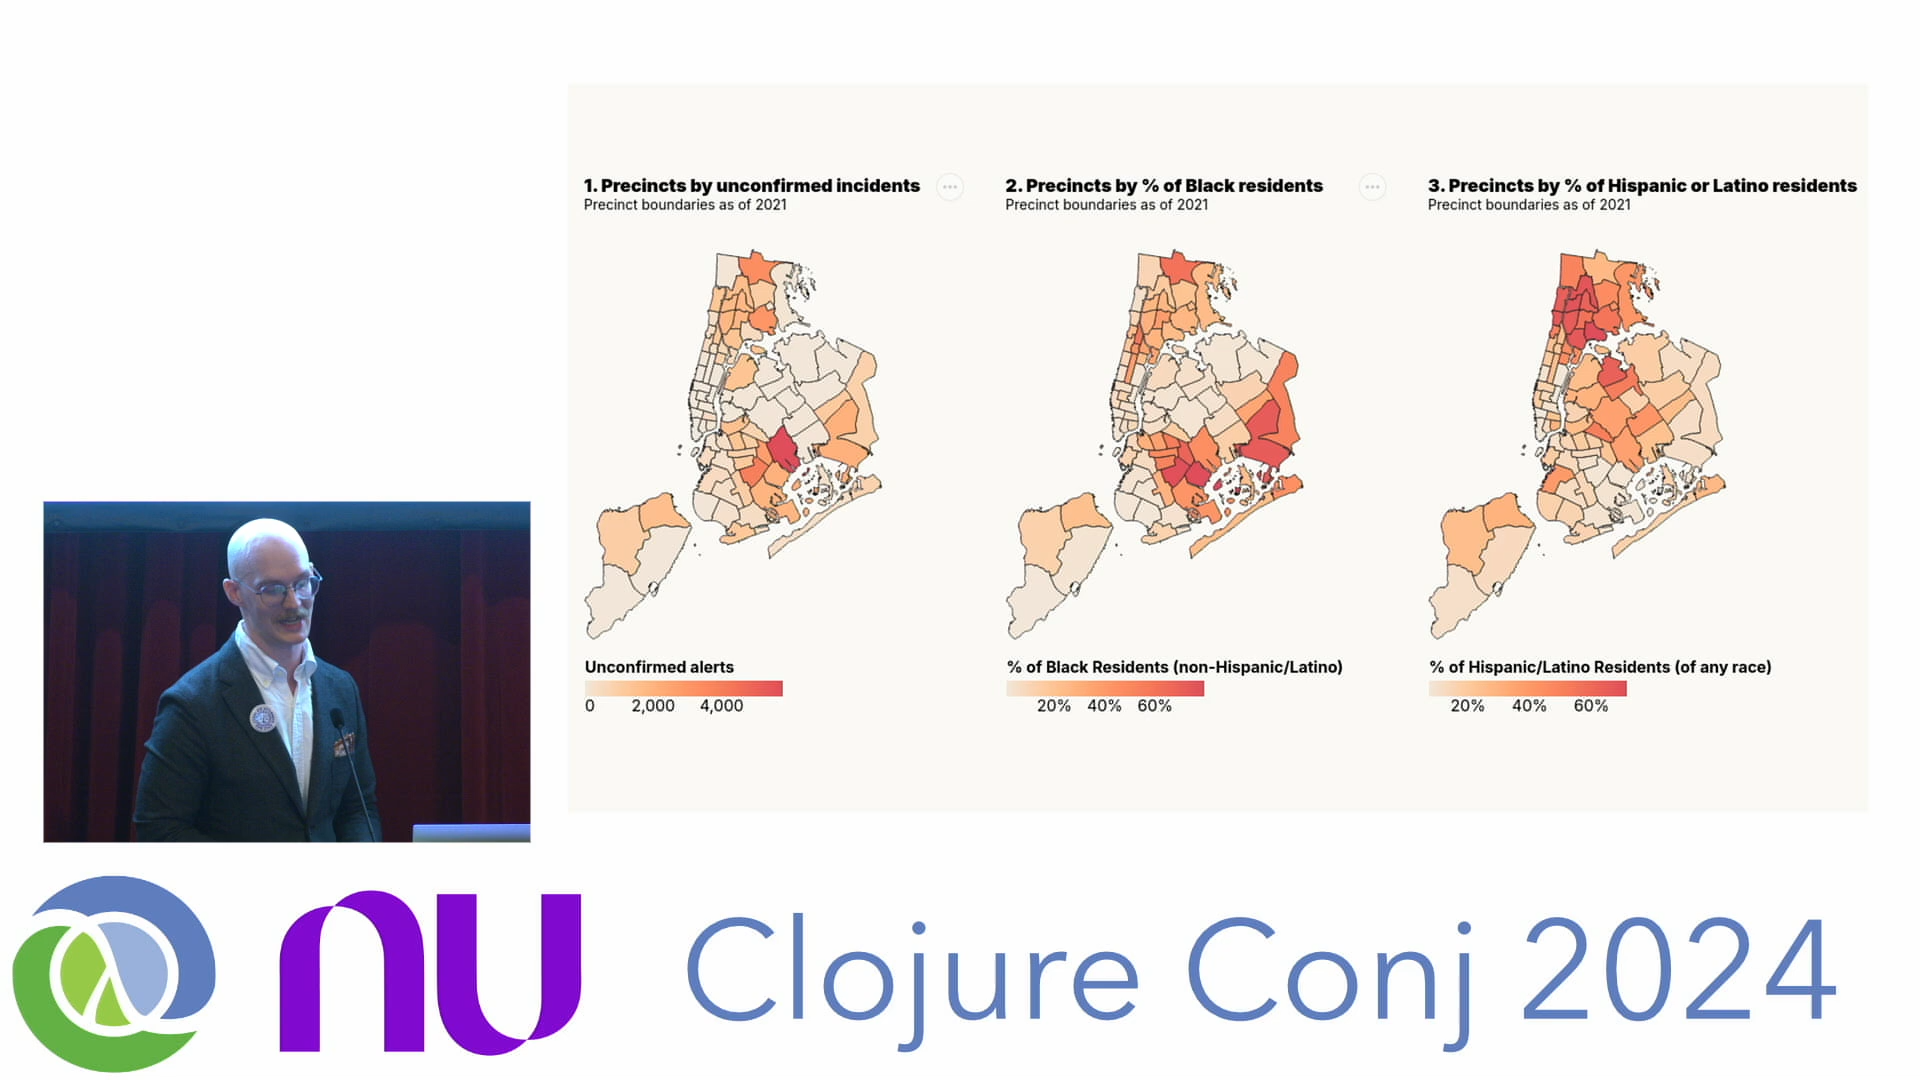 1. Precincts by unconfirmed incidents
Precinct boundaries as of 2021
2. Precincts by % of Black residents
Precinct boundaries as of 2021
3. Precincts by % of Hispanic or Latino residents
Precinct boundaries as of 2021
Unconfirmed alerts
0 2,000 4,000
% of Black Residents (non-Hispanic/Latino)
20% 40% 60%
% of Hispanic/Latino Residents (of any race)
20% 40% 60%
nu
Clojure Conj 2024